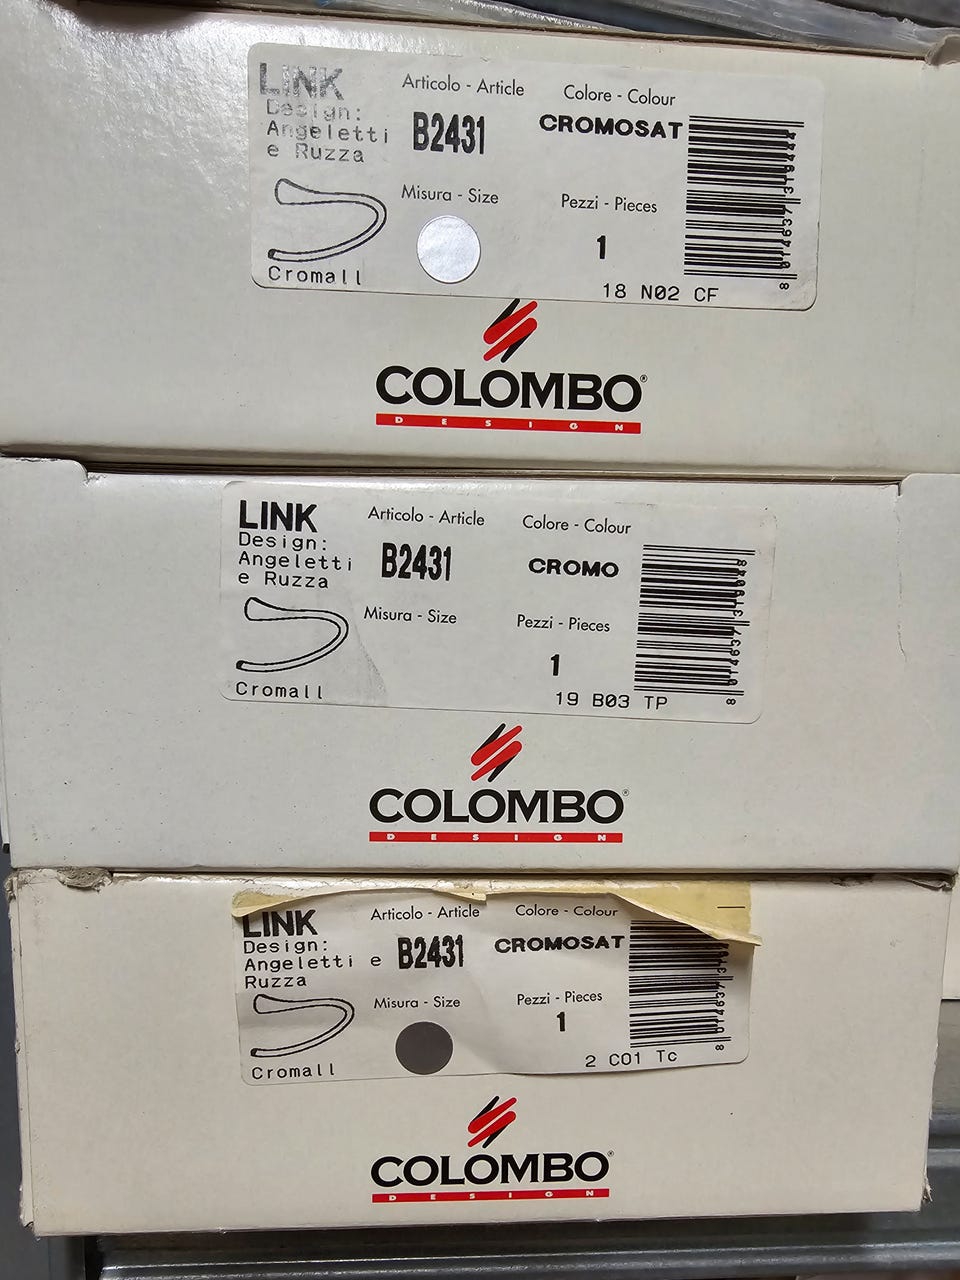 LINK
Design:
Angeletti
e Ruzza
Articolo - Article
B2431
Colore - Colour
CROMOSAT
Misura - Size
Pezzi - Pieces
1
Cromall
18 N02 CF
8 014637 319444
COLOMBO®
DESIGN
LINK
Design:
Angeletti
e Ruzza
Articolo - Article
B2431
Colore - Colour
CROMO
Misura - Size
Pezzi - Pieces
1
Cromall
19 B03 TP
COLOMBO®
DESIGN
LINK
Design:
Angeletti e
Ruzza
Articolo - Article
B2431
Colore - Colour
CROMOSAT
Misura - Size
Pezzi - Pieces
1
Cromall
2 C01 Tc
COLOMBO®
DESIGN